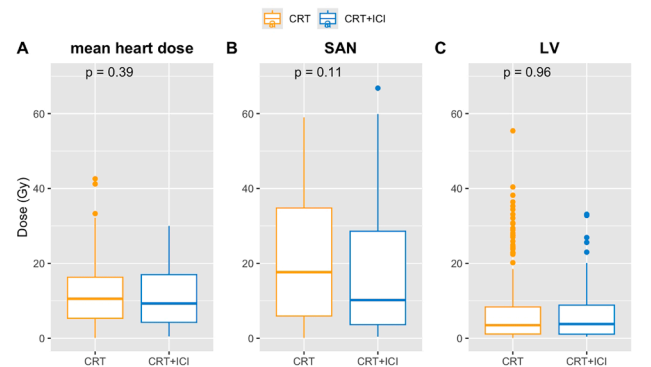 CRT CRT+ICI
A mean heart dose B SAN C LV
p = 0.39 p = 0.11 p = 0.96
60 60 60
40 40 40
Dose (Gy)
20 20 20
0 0 0
CRT CRT+ICI CRT CRT+ICI CRT CRT+ICI